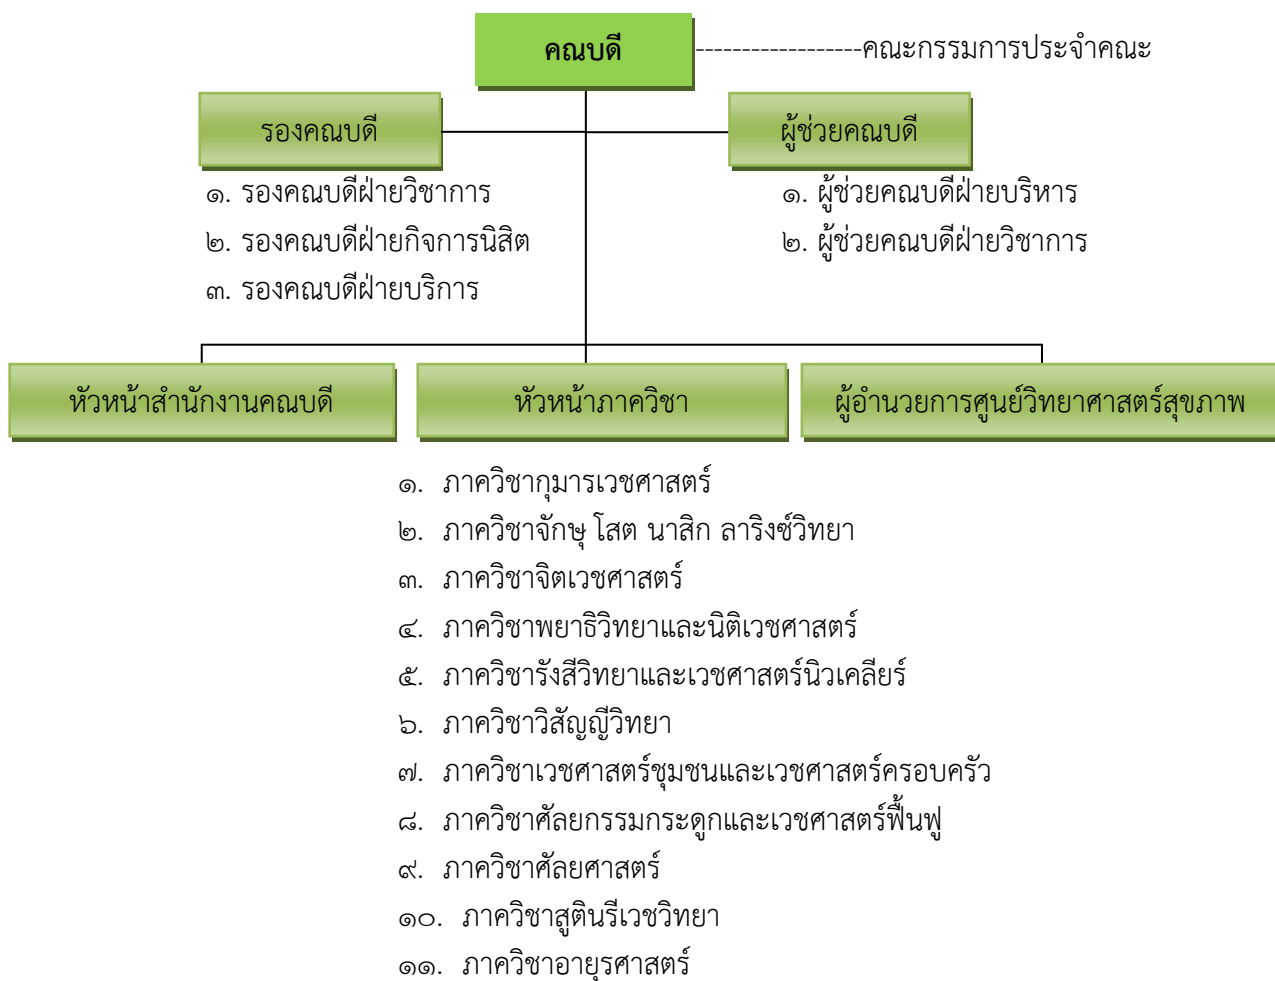 คณบดี ------------------คณะกรรมการประจำคณะ
รองคณบดี
ผู้ช่วยคณบดี
๑. รองคณบดีฝ่ายวิชาการ
๒. รองคณบดีฝ่ายกิจการนิสิต
๓. รองคณบดีฝ่ายบริการ
๑. ผู้ช่วยคณบดีฝ่ายบริหาร
๒. ผู้ช่วยคณบดีฝ่ายวิชาการ
หัวหน้าสำนักงานคณบดี
หัวหน้าภาควิชา
ผู้อำนวยการศูนย์วิทยาศาสตร์สุขภาพ
๑. ภาควิชากุมารเวชศาสตร์
๒. ภาควิชาจักษุ โสต นาสิก ลาริงซ์วิทยา
๓. ภาควิชาจิตเวชศาสตร์
๔. ภาควิชาพยาธิวิทยาและนิติเวชศาสตร์
๕. ภาควิชารังสีวิทยาและเวชศาสตร์นิวเคลียร์
๖. ภาควิชาวิสัญญีวิทยา
๗. ภาควิชาเวชศาสตร์ชุมชนและเวชศาสตร์ครอบครัว
๘. ภาควิชาศัลยกรรมกระดูกและเวชศาสตร์ฟื้นฟู
๙. ภาควิชาศัลยศาสตร์
๑๐. ภาควิชาสูตินรีเวชวิทยา
๑๑. ภาควิชาอายุรศาสตร์